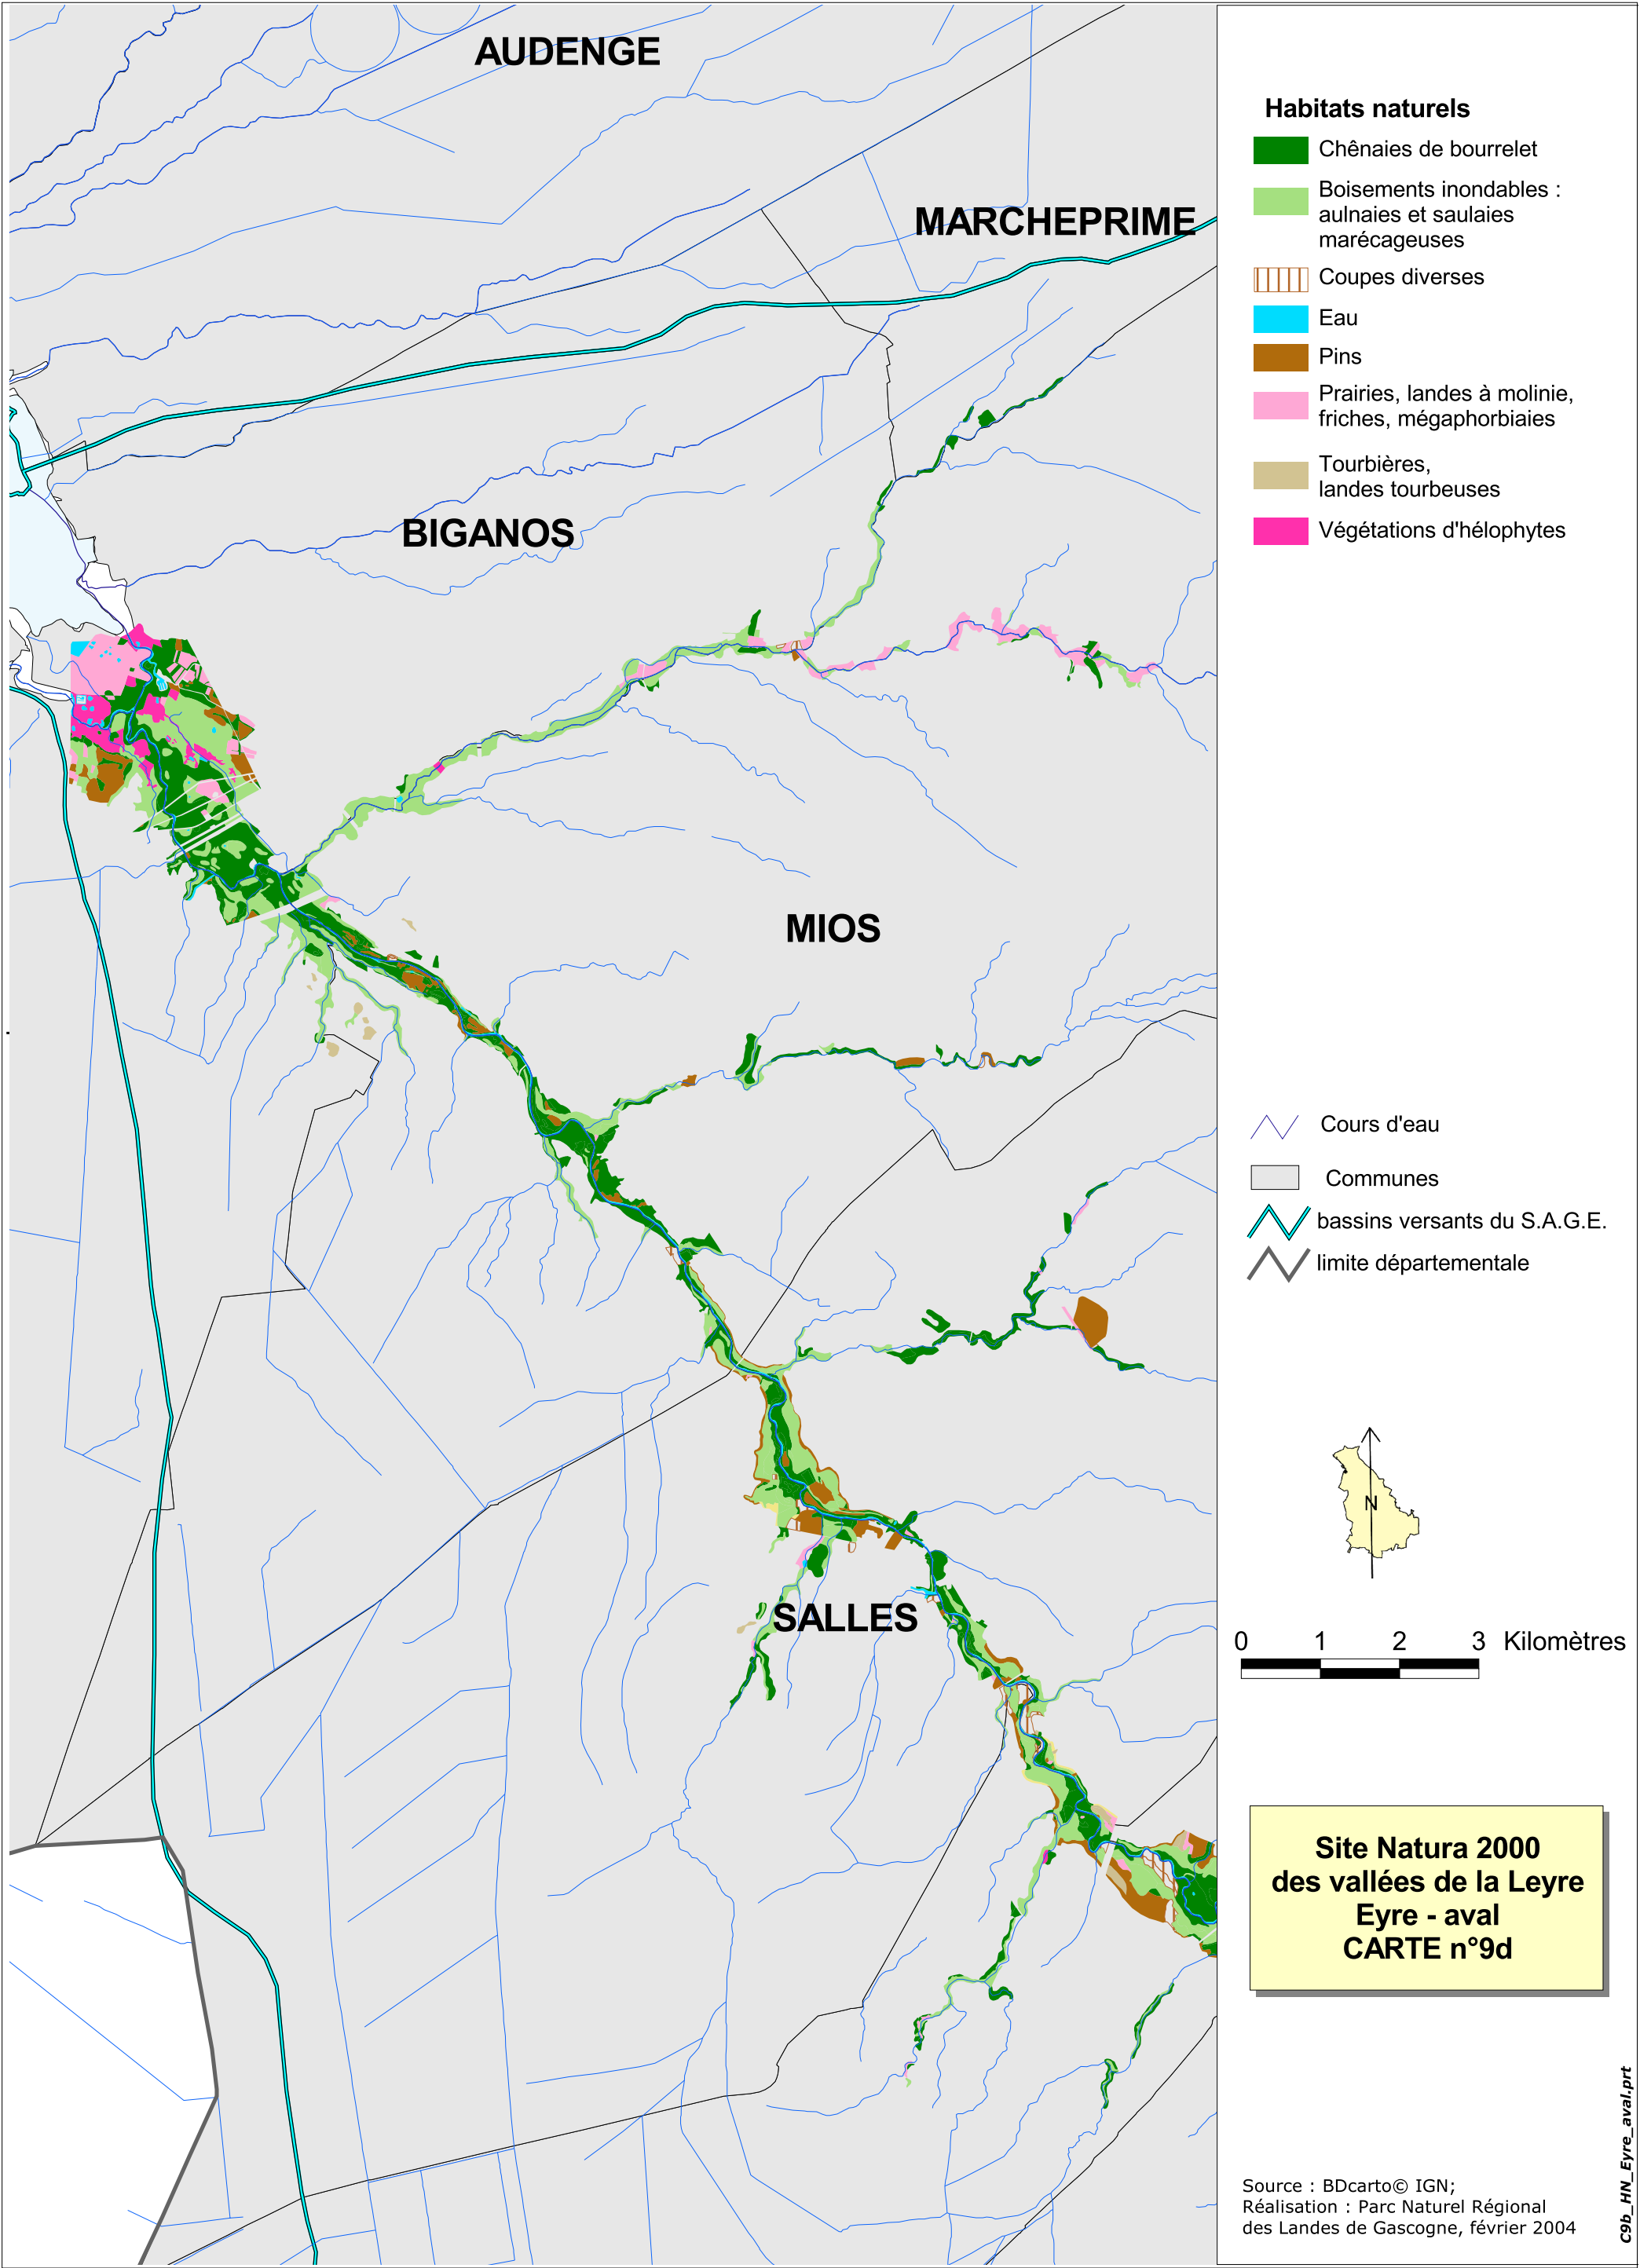 AUDENGE
MARCHEPRIME
BIGANOS
MIOS
SALLES
Habitats naturels
Chênaies de bourrelet
Boisements inondables :
aulnaies et saulaies
marécageuses
Coupes diverses
Eau
Pins
Prairies, landes à molinie,
friches, mégaphorbiaies
Tourbières,
landes tourbeuses
Végétations d'hélophytes
Cours d'eau
Communes
bassins versants du S.A.G.E.
limite départementale
N
0 1 2 3 Kilomètres
Site Natura 2000
des vallées de la Leyre
Eyre - aval
CARTE n°9d
Source : BDcarto© IGN;
Réalisation : Parc Naturel Régional
des Landes de Gascogne, février 2004
C9b_HN_Eyre_aval.prt